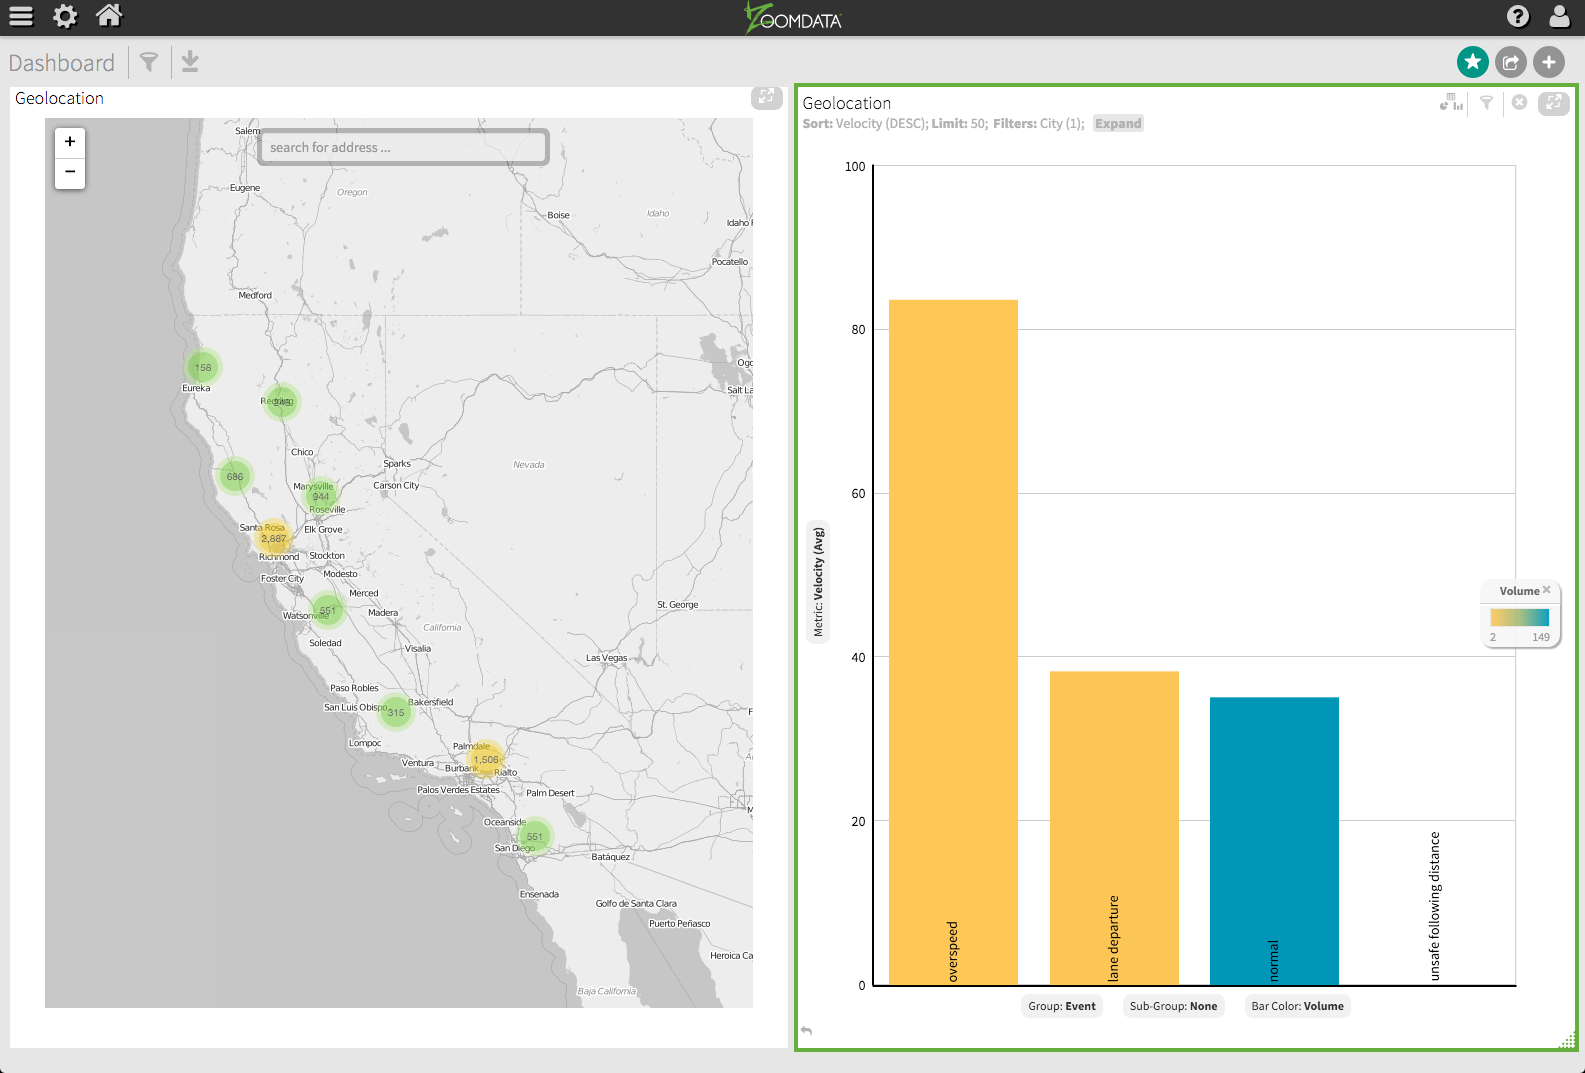 ZOOMDATA
?
Dashboard
Geolocation
+
−
search for address ...
Salem
Eugene
Oregon
Boise
Idaho
Idaho F
Pocatello
Medford
158
Eureka
Ogd
Salt La
Redding
Chico
Sparks
Nevada
686
Marysville
944
Carson City
Roseville
Santa Rosa
2,887
Elk Grove
Richmond
Stockton
Foster City
Modesto
Merced
St. George
Watsonville
551
Madera
California
Soledad
Visalia
Las Vegas
Paso Robles
San Luis Obispo
315
Bakersfield
F
Lompoc
Palmdale
1,506
A
Ventura
Burbank
Rialto
Palos Verdes Estates
Palm Desert
M
Oceanside
551
San Diego
Batáquez
Ensenada
Golfo de Santa Clara
Puerto Peñasco
Heroica Ca
Baja California
Geolocation
Sort: Velocity (DESC); Limit: 50; Filters: City (1); Expand
100
80
60
40
20
0
Metric: Velocity (Avg)
overspeed
lane departure
normal
unsafe following distance
Volume
2 149
Group: Event
Sub-Group: None
Bar Color: Volume